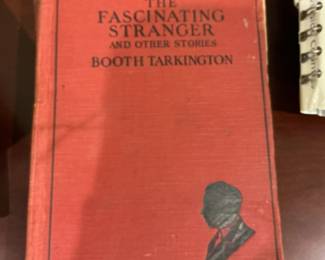 THE
FASCINATING
STRANGER
AND OTHER STORIES
BOOTH TARKINGTON